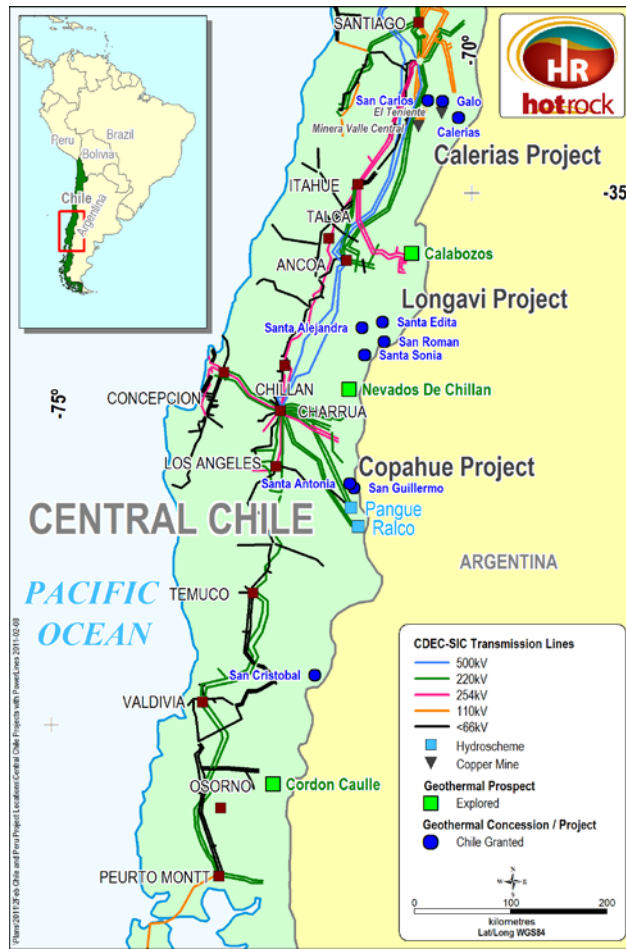 SANTIAGO
-70º
HR
hotrock
San Carlos
Galo
El Teniente
Minera Valle Central
Calerias
Calerias Project
Peru
Brazil
Bolivia
Chile
Argentina
ITAHUE
-35
TALCA
ANCOA
Calabozos
Longavi Project
Santa Edita
Santa Alejandra
San Roman
Santa Sonia
-75º
CONCEPCION
CHILLAN
Nevados De Chillan
CHARRUA
LOS ANGELES
Copahue Project
Santa Antonia
San Guillermo
CENTRAL CHILE
Pangue
Ralco
ARGENTINA
PACIFIC
OCEAN
TEMUCO
San Cristobal
VALDIVIA
OSORNO
Cordon Caulle
PEURTO MONTT
CDEC-SIC Transmission Lines
500kV
220kV
254kV
110kV
<66kV
Hydroscheme
Copper Mine
Geothermal Prospect
Explored
Geothermal Concession / Project
Chile Granted
N
W E
S
0 100 200
kilometres
Lat/Long WGS84